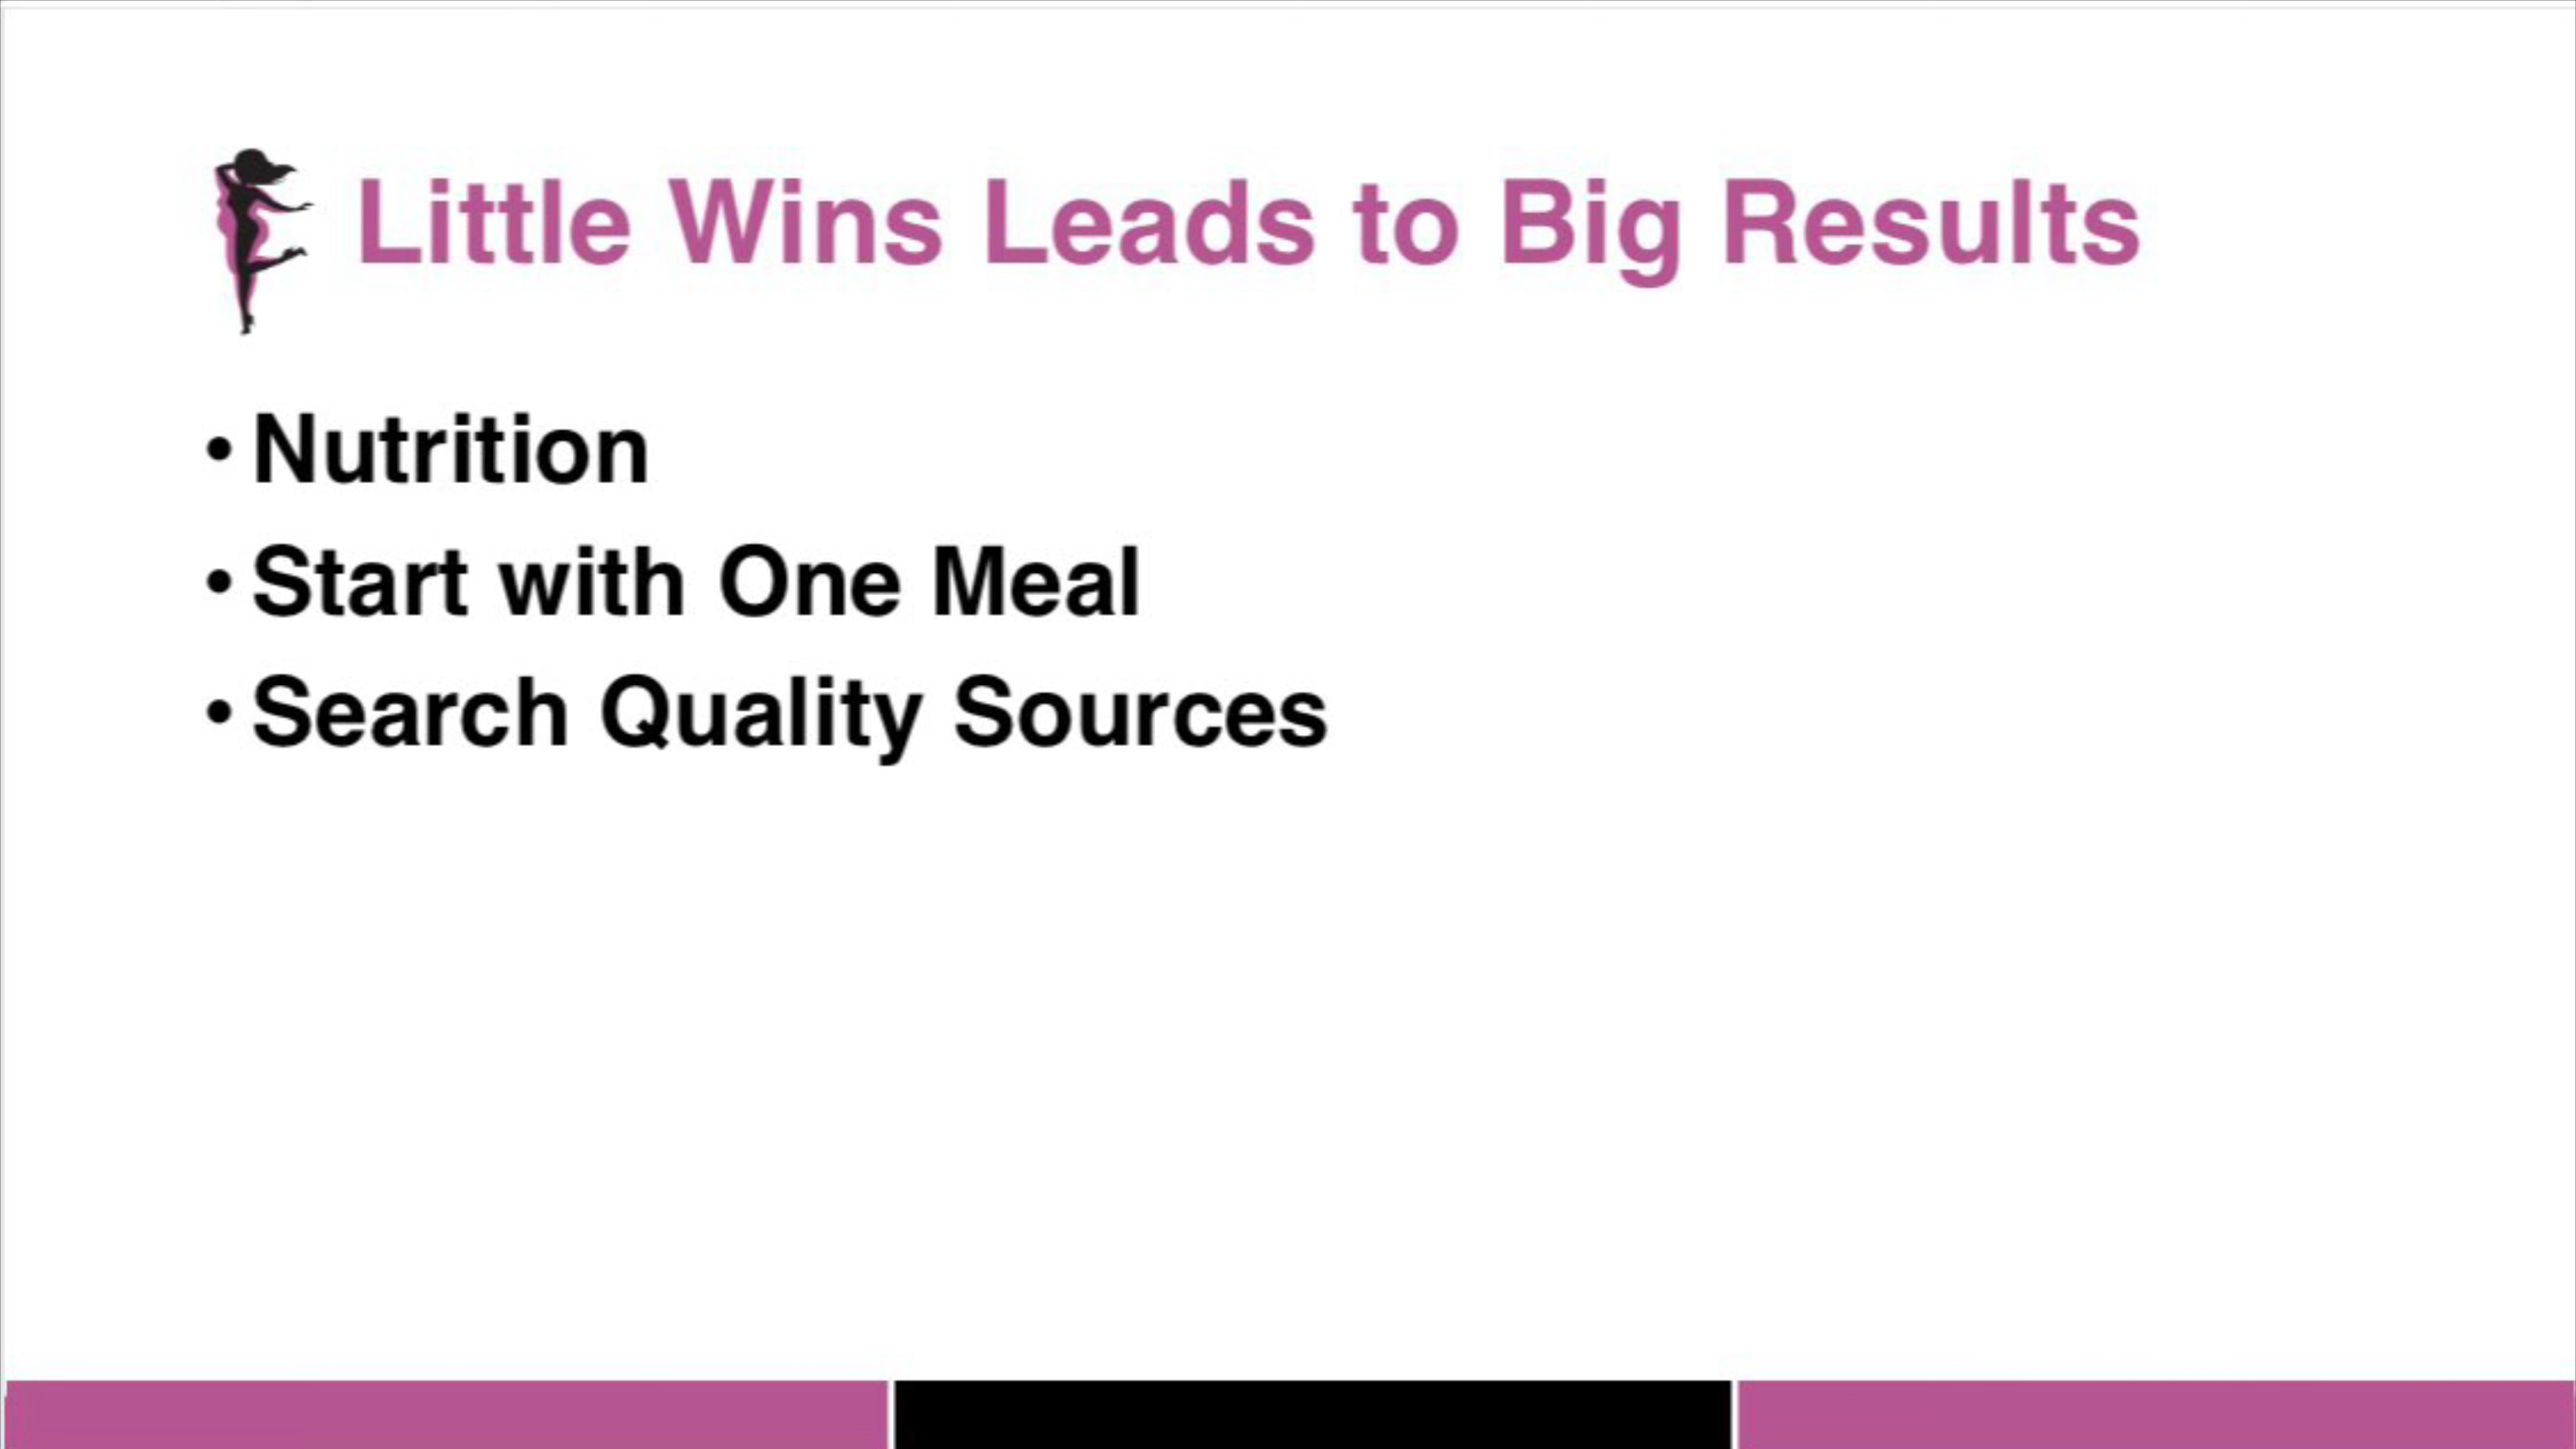 Little Wins Leads to Big Results
• Nutrition
• Start with One Meal
• Search Quality Sources